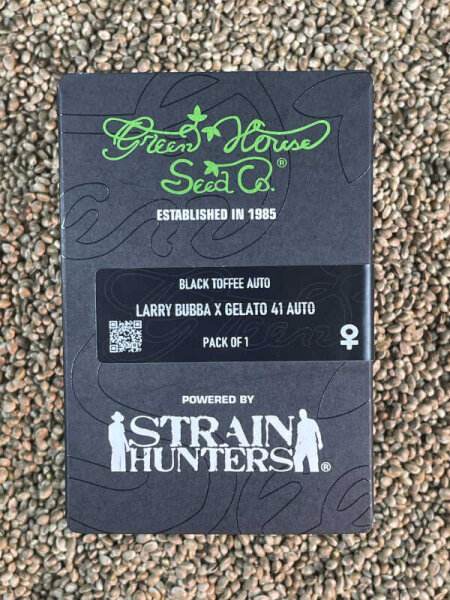 Green House
Seed Co.®
ESTABLISHED IN 1985
BLACK TOFFEE AUTO
LARRY BUBBA X GELATO 41 AUTO
PACK OF 1
POWERED BY
STRAIN
HUNTERS®